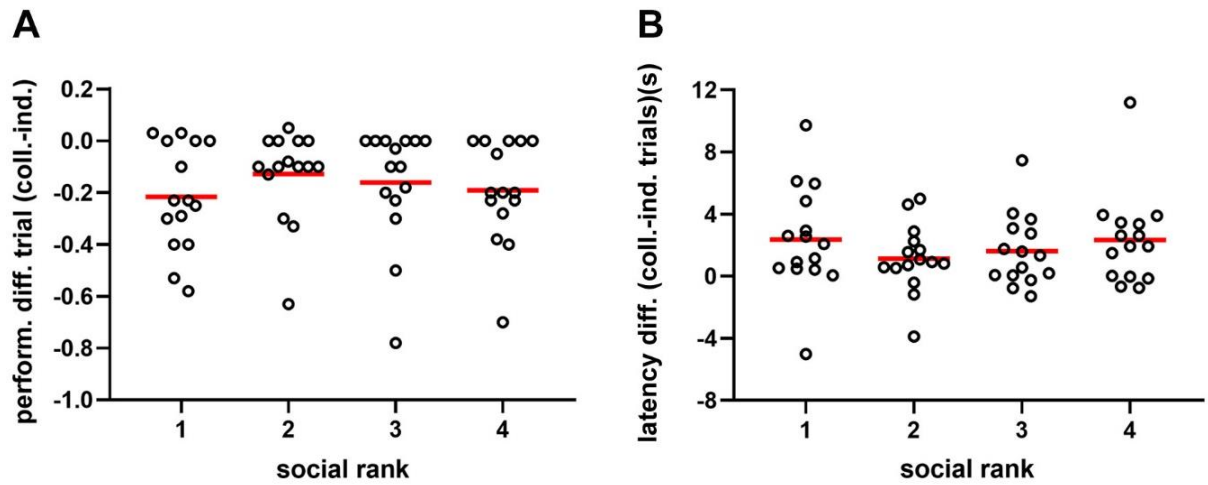 A
perform. diff. trial (coll.-ind.)
0.2
0.0
-0.2
-0.4
-0.6
-0.8
-1.0
1 2 3 4
social rank
B
latency diff. (coll.-ind. trials)(s)
12
8
4
0
-4
-8
1 2 3 4
social rank